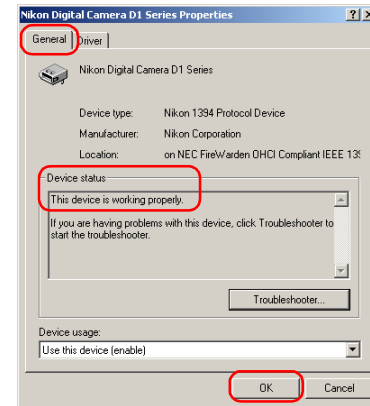 Nikon Digital Camera D1 Series Properties
General Driver
Nikon Digital Camera D1 Series
Device type: Nikon 1394 Protocol Device
Manufacturer: Nikon Corporation
Location: on NEC FireWarden OHCI Compliant IEEE 139
Device status
This device is working properly.
If you are having problems with this device, click Troubleshooter to
start the troubleshooter.
Troubleshooter...
Device usage:
Use this device (enable)
OK Cancel